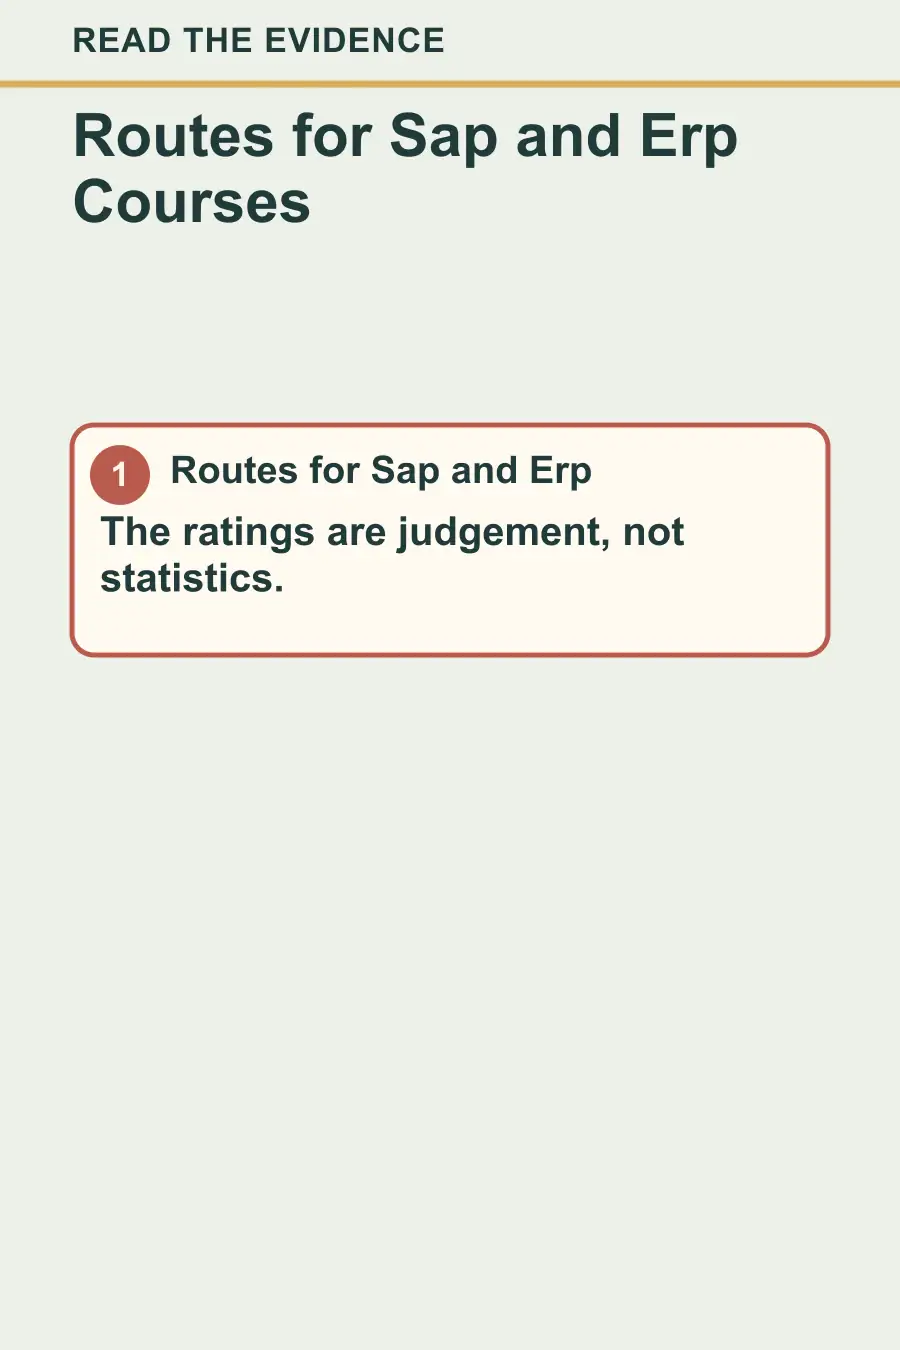 READ THE EVIDENCE
Routes for Sap and Erp
Courses
1
Routes for Sap and Erp
The ratings are judgement, not
statistics.